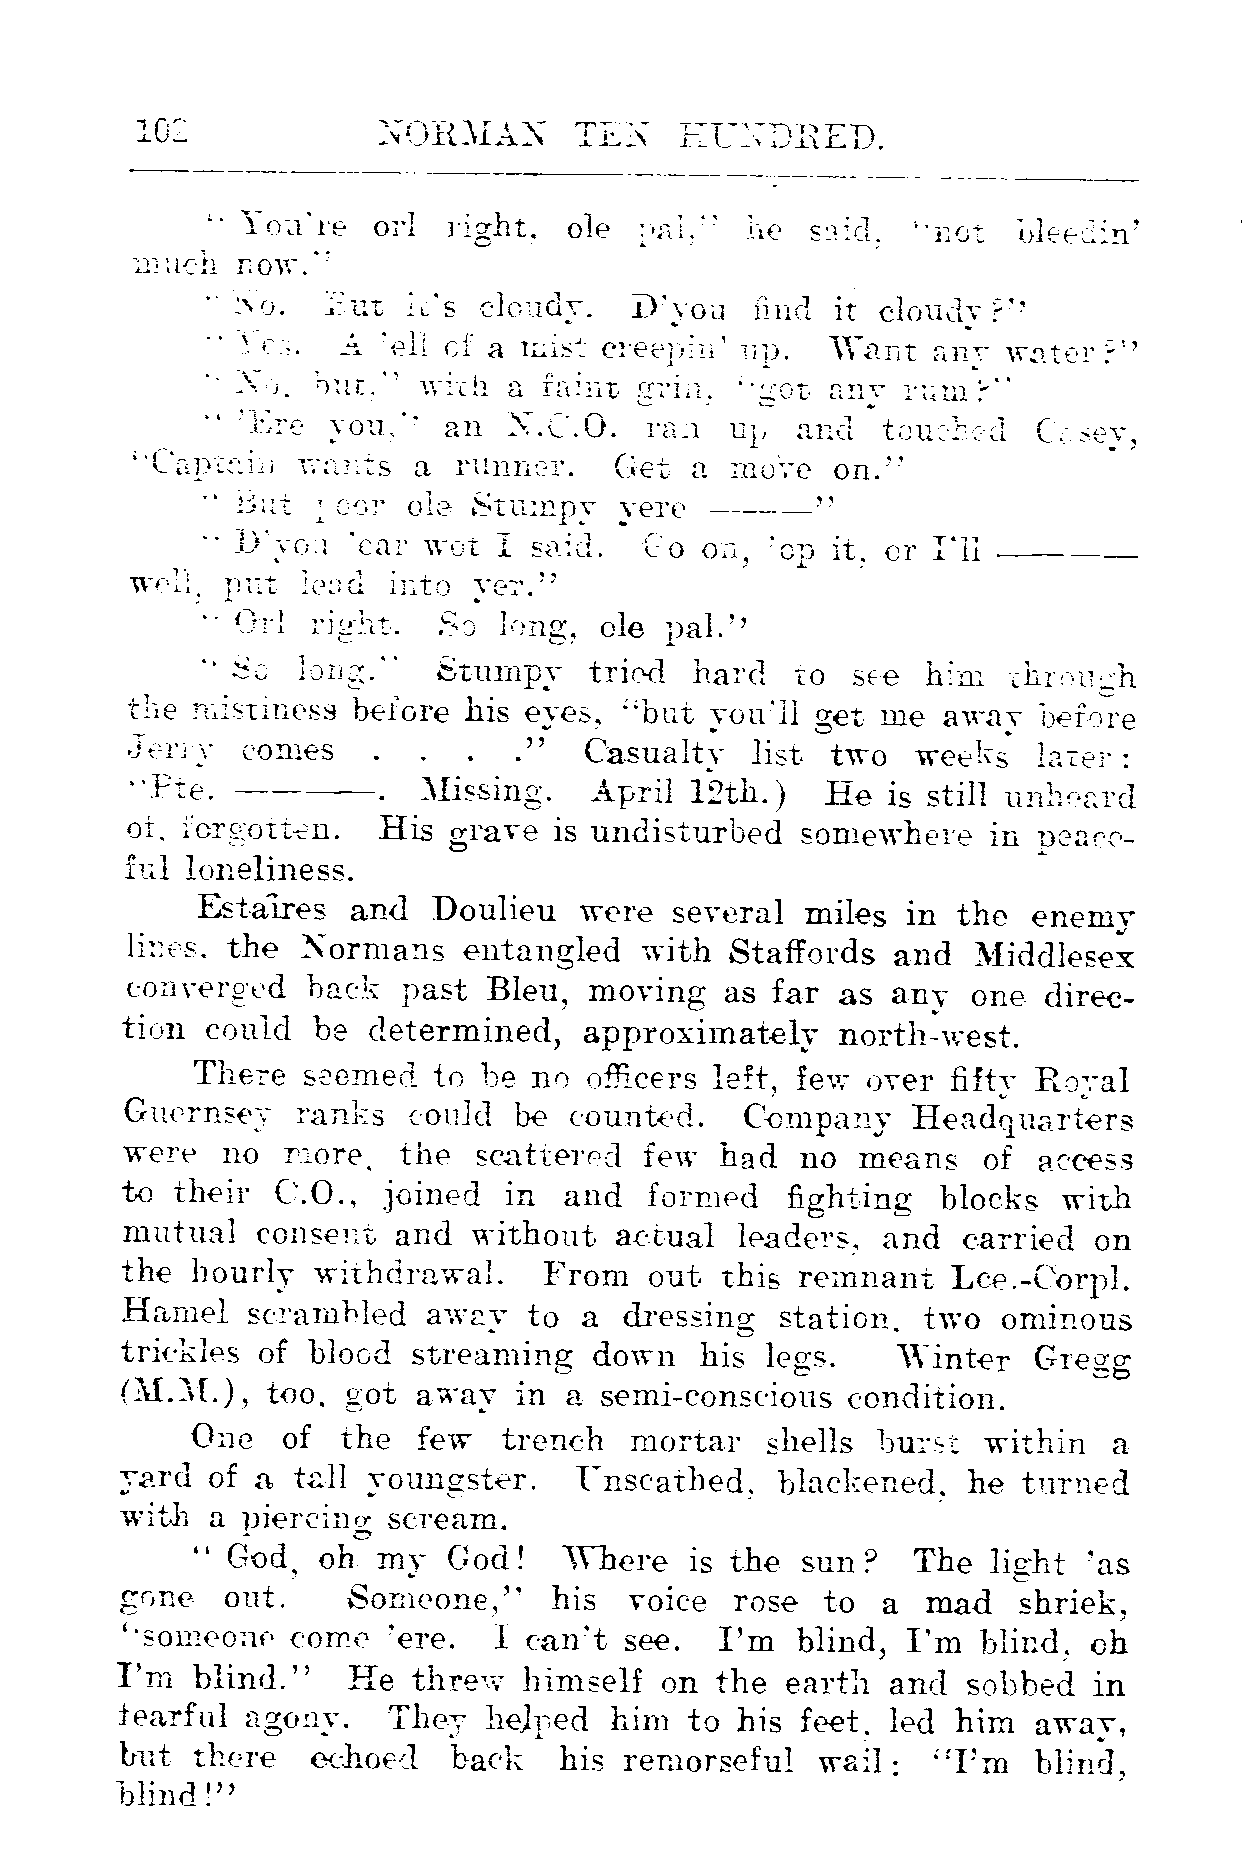 102 NORMAN TEN HUNDRED.
" You're orl right, ole pal," he said, "not bleedin'
much now."
" No. But it's cloudy. D'you find it cloudy?"
" Yes. A 'ell of a mist creepin' up. Want any water?"
" No, but," with a faint grin, "got any rum?"
" 'Ere you," an N.C.O. ran up and touched Casey,
"Captain wants a runner. Get a move on."
" But poor ole Stumpy yere ———"
" D'you 'ear wot I said. Go on, 'op it, or I'll ————
well, put lead into yer."
" Orl right. So long, ole pal."
" So long." Stumpy tried hard to see him through
the mistiness before his eyes, "but you'll get me away before
Jerry comes . . . ." Casualty list two weeks later:
"Pte. ————. Missing. April 12th.) He is still unheard
of, forgotten. His grave is undisturbed somewhere in peace-
ful loneliness.
Estaîres and Doulieu were several miles in the enemy
lines, the Normans entangled with Staffords and Middlesex
converged back past Bleu, moving as far as any one direc-
tion could be determined, approximately north-west.
There seemed to be no officers left, few over fifty Royal
Guernsey ranks could be counted. Company Headquarters
were no more, the scattered few had no means of access
to their C.O., joined in and formed fighting blocks with
mutual consent and without actual leaders, and carried on
the hourly withdrawal. From out this remnant Lce.-Corpl.
Hamel scrambled away to a dressing station, two ominous
trickles of blood streaming down his legs. Winter Gregg
(M.M.), too, got away in a semi-conscious condition.
One of the few trench mortar shells burst within a
yard of a tall youngster. Unscathed, blackened, he turned
with a piercing scream.
" God, oh my God! Where is the sun? The light 'as
gone out. Someone," his voice rose to a mad shriek,
"someone come 'ere. I can't see. I'm blind, I'm blind, oh
I'm blind." He threw himself on the earth and sobbed in
tearful agony. They helped him to his feet, led him away,
but there echoed back his remorseful wail: "I'm blind,
blind!"